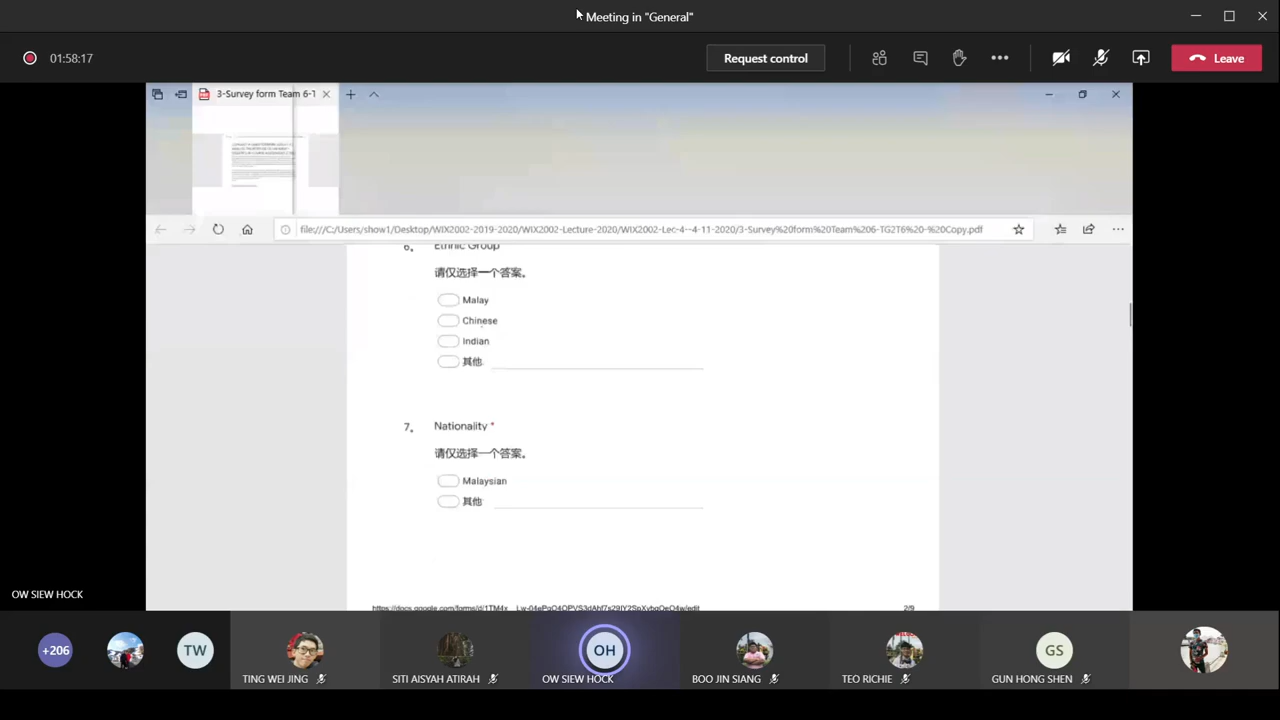 Meeting in "General"
01:58:17
Request control
Leave
3-Survey form Team 6-T
file:///C:/Users/show1/Desktop/WIX2002-2019-2020/WIX2002-Lecture-2020/WIX2002-Lec-4--4-11-2020/3-Survey%20form%20Team%206-TG2T6%20-%20Copy.pdf
6。 Ethnic Group
请仅选择一个答案。
Malay
Chinese
Indian
其他
7。 Nationality *
请仅选择一个答案。
Malaysian
其他
2/9
OW SIEW HOCK
+206
TW
TING WEI JING
SITI AISYAH ATIRAH
OH
OW SIEW HOCK
BOO JIN SIANG
TEO RICHIE
GS
GUN HONG SHEN